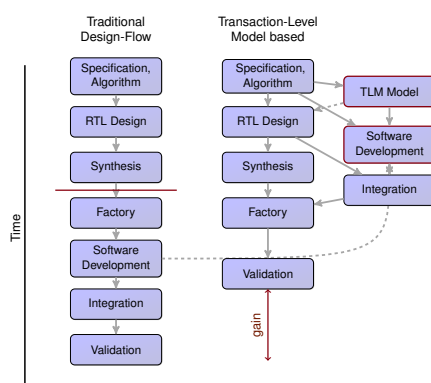 Traditional
Design-Flow
Transaction-Level
Model based
Time
Specification,
Algorithm
RTL Design
Synthesis
Factory
Software
Development
Integration
Validation
Specification,
Algorithm
RTL Design
Synthesis
Factory
Validation
TLM Model
Software
Development
Integration
gain